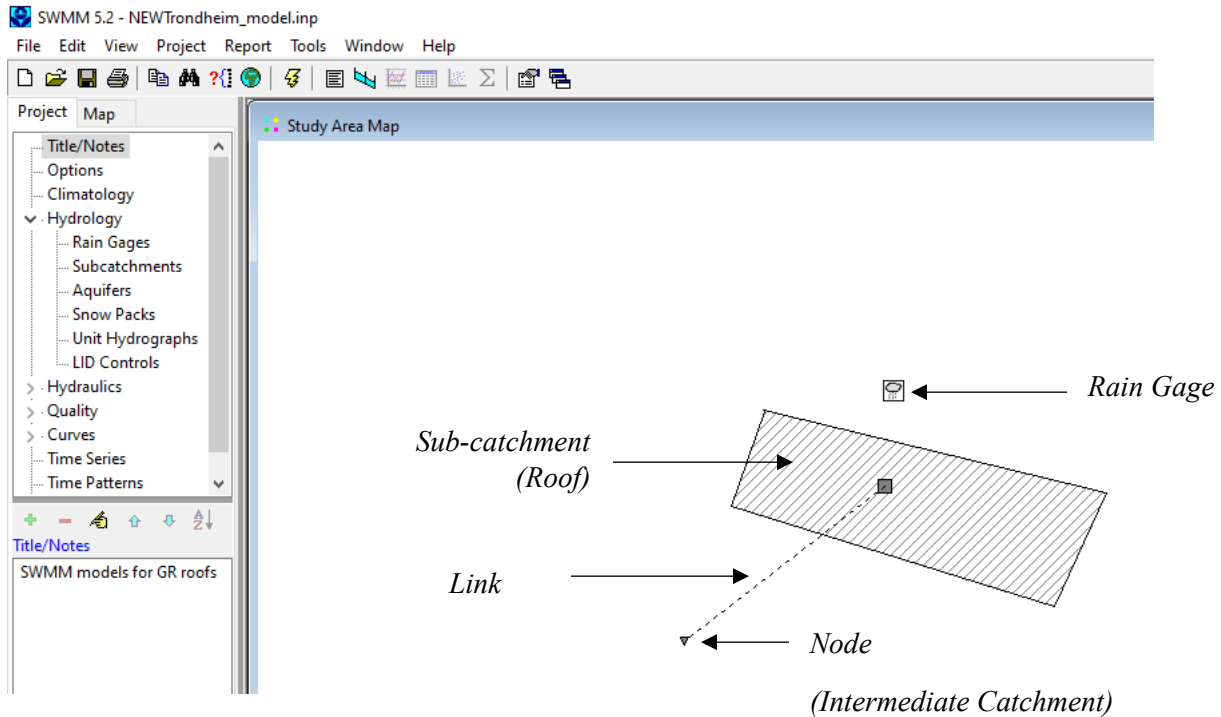 SWMM 5.2 - NEWTrondheim_model.inp
File Edit View Project Report Tools Window Help
Project Map
Title/Notes
Options
Climatology
Hydrology
Rain Gages
Subcatchments
Aquifers
Snow Packs
Unit Hydrographs
LID Controls
Hydraulics
Quality
Curves
Time Series
Time Patterns
Title/Notes
SWMM models for GR roofs
Study Area Map
Rain Gage
Sub-catchment
(Roof)
Link
Node
(Intermediate Catchment)